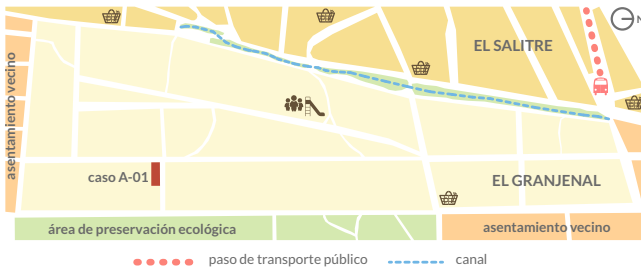 N
EL SALITRE
asentamiento vecino
caso A-01
EL GRANJENAL
área de preservación ecológica
asentamiento vecino
paso de transporte público
canal